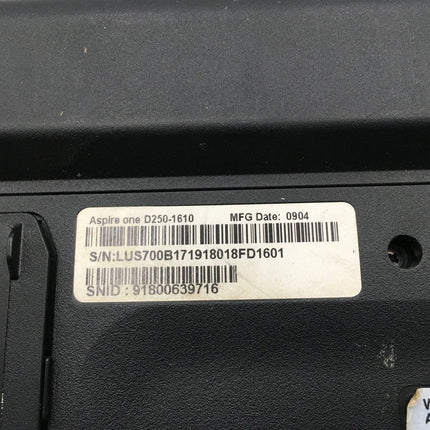 Aspire one D250-1610 MFG Date: 0904
S/N:LUS700B171918018FD1601
SNID : 91800639716